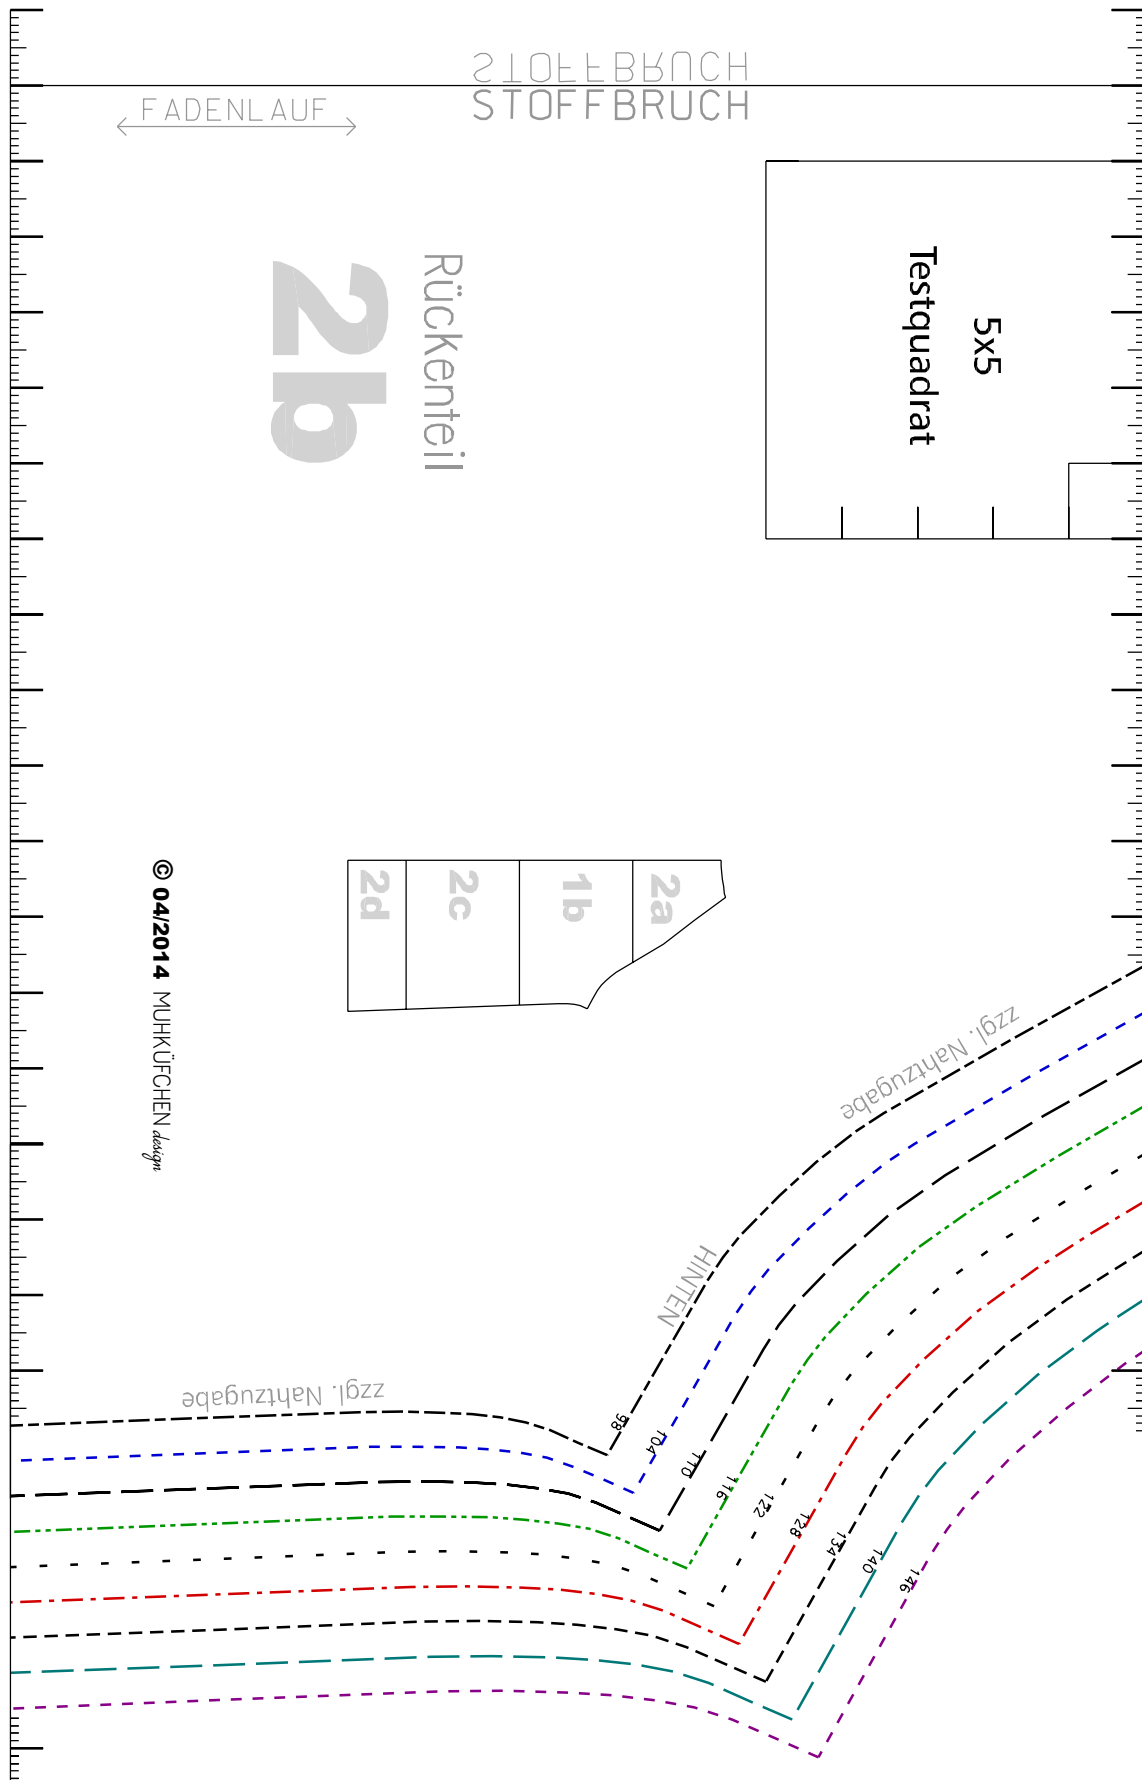 STOFFBRUCH
STOFFBRUCH
FADENLAUF
5x5
Testquadrat
Rückenteil
2b
2d
2c
1b
2a
© 04/2014 MUHKÜFCHEN design
zzgl. Nahtzugabe
HINTEN
zzgl. Nahtzugabe
98
104
110
116
122
128
134
140
146